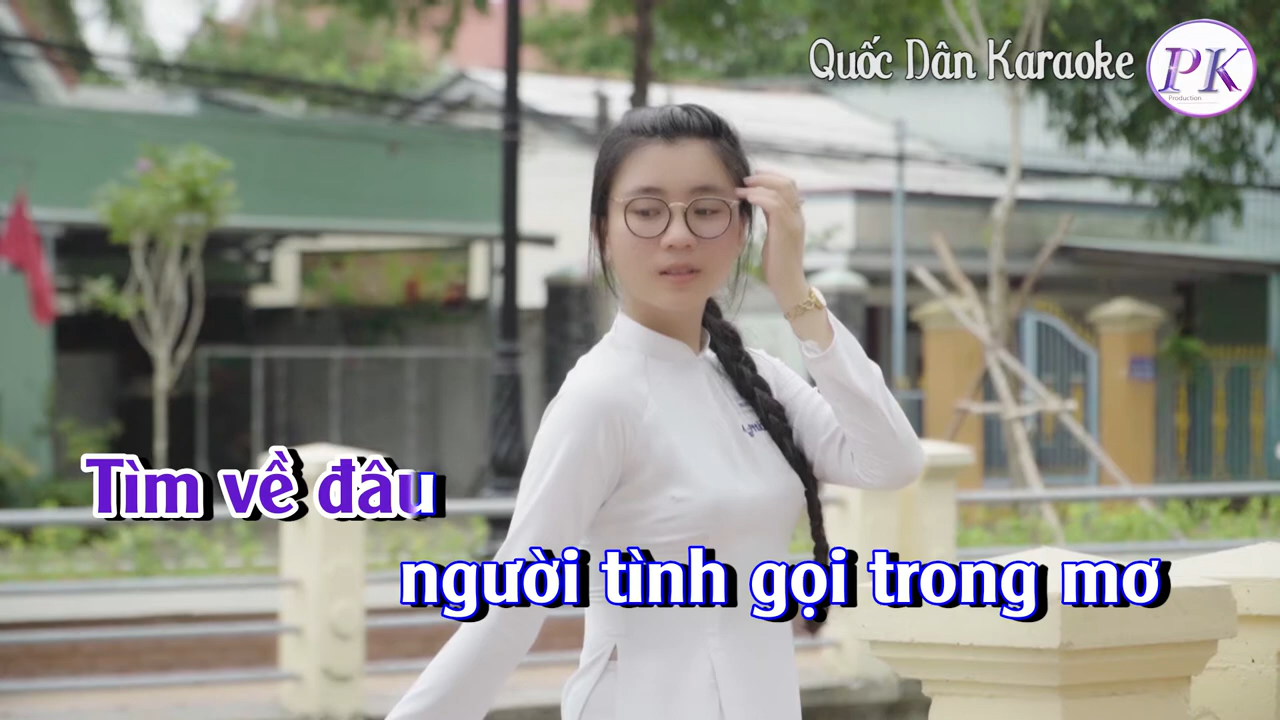 Quốc Dân Karaoke
PK
Production
Tìm về đâu
người tình gọi trong mơ